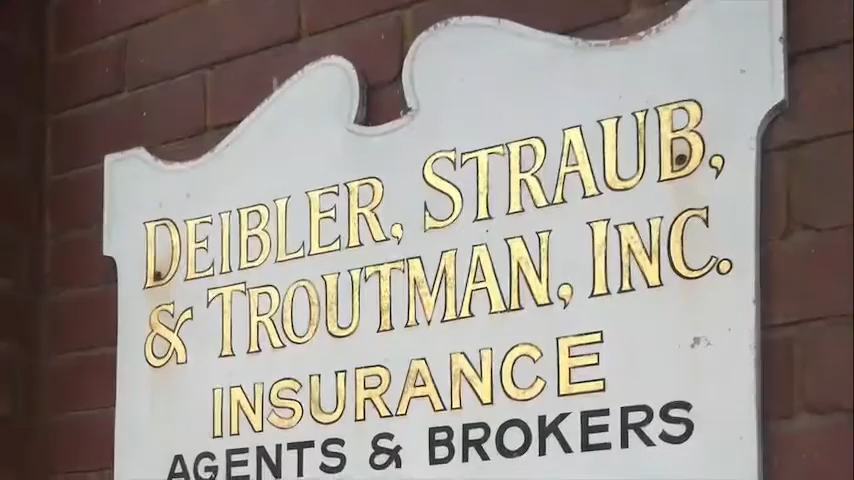 DEIBLER, STRAUB,
& TROUTMAN, INC.
INSURANCE
AGENTS & BROKERS